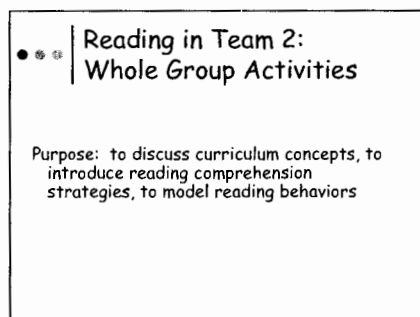 Reading in Team 2:
Whole Group Activities
Purpose: to discuss curriculum concepts, to
introduce reading comprehension
strategies, to model reading behaviors